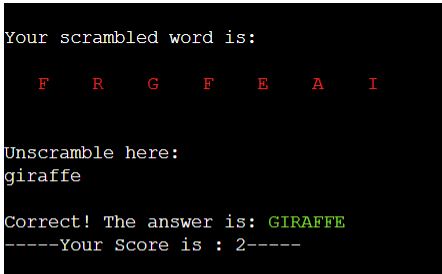 Your scrambled word is:
F R G F E A I
Unscramble here:
giraffe
Correct! The answer is: GIRAFFE
-----Your Score is : 2-----